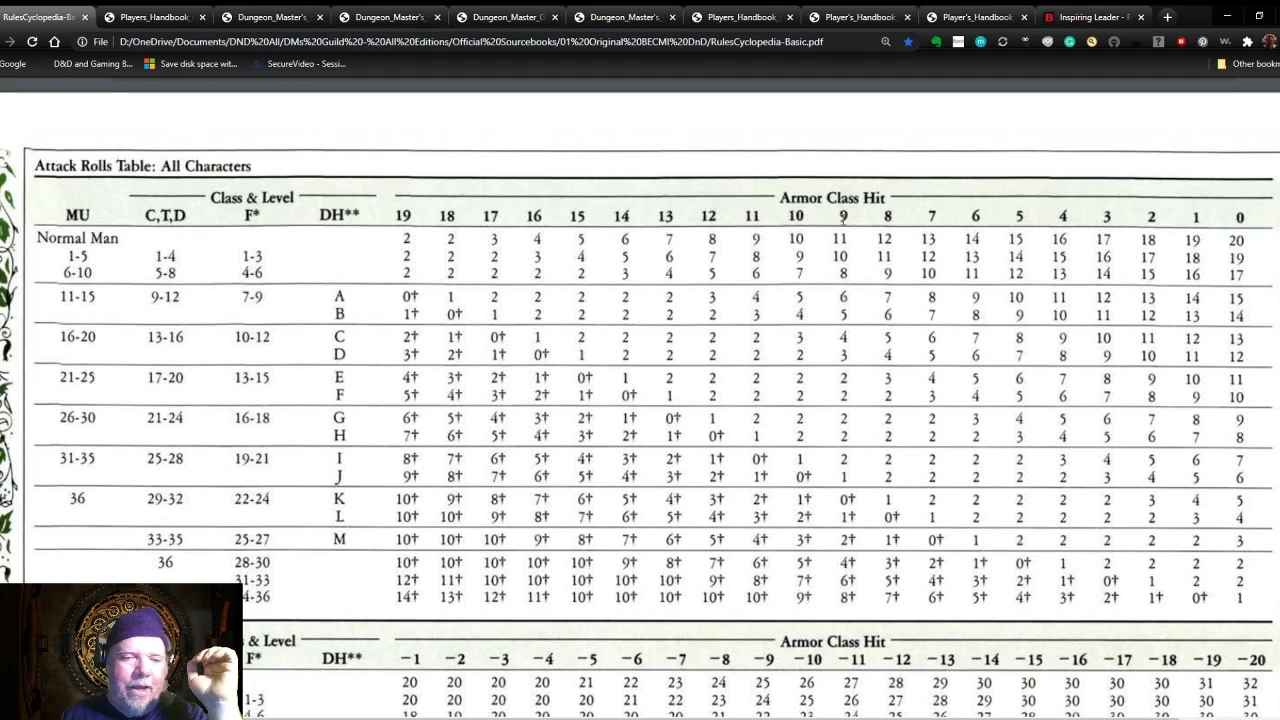 RulesCyclopedia-Ba
Players_Handbook
Dungeon_Master's_
Dungeon_Master's_
Dungeon_Master_G
Dungeon_Master's_
Players_Handbook
Player's_Handbook
Player's_Handbook
Inspiring Leader - F
File D:/OneDrive/Documents/DND%20All/DMs%20Guild%20-%20All%20Editions/Official%20Sourcebooks/01%20Original%20BECMI%20DnD/RulesCyclopedia-Basic.pdf
Google D&D and Gaming B... Save disk space wit... SecureVideo - Sessi... Other bookm
Attack Rolls Table: All Characters
Class & Level Armor Class Hit
MU C,T,D F* DH** 19 18 17 16 15 14 13 12 11 10 9 8 7 6 5 4 3 2 1 0
Normal Man 2 2 3 4 5 6 7 8 9 10 11 12 13 14 15 16 17 18 19 20
1-5 1-4 1-3 2 2 2 3 4 5 6 7 8 9 10 11 12 13 14 15 16 17 18 19
6-10 5-8 4-6 2 2 2 2 2 3 4 5 6 7 8 9 10 11 12 13 14 15 16 17
11-15 9-12 7-9 A 0† 1 2 2 2 2 2 3 4 5 6 7 8 9 10 11 12 13 14 15
B 1† 0† 1 2 2 2 2 2 3 4 5 6 7 8 9 10 11 12 13 14
16-20 13-16 10-12 C 2† 1† 0† 1 2 2 2 2 2 3 4 5 6 7 8 9 10 11 12 13
D 3† 2† 1† 0† 1 2 2 2 2 2 3 4 5 6 7 8 9 10 11 12
21-25 17-20 13-15 E 4† 3† 2† 1† 0† 1 2 2 2 2 2 3 4 5 6 7 8 9 10 11
F 5† 4† 3† 2† 1† 0† 1 2 2 2 2 2 3 4 5 6 7 8 9 10
26-30 21-24 16-18 G 6† 5† 4† 3† 2† 1† 0† 1 2 2 2 2 2 3 4 5 6 7 8 9
H 7† 6† 5† 4† 3† 2† 1† 0† 1 2 2 2 2 2 3 4 5 6 7 8
31-35 25-28 19-21 I 8† 7† 6† 5† 4† 3† 2† 1† 0† 1 2 2 2 2 2 3 4 5 6 7
J 9† 8† 7† 6† 5† 4† 3† 2† 1† 0† 1 2 2 2 2 2 3 4 5 6
36 29-32 22-24 K 10† 9† 8† 7† 6† 5† 4† 3† 2† 1† 0† 1 2 2 2 2 2 3 4 5
L 10† 10† 9† 8† 7† 6† 5† 4† 3† 2† 1† 0† 1 2 2 2 2 2 3 4
33-35 25-27 M 10† 10† 10† 9† 8† 7† 6† 5† 4† 3† 2† 1† 0† 1 2 2 2 2 2 3
36 28-30 10† 10† 10† 10† 10† 9† 8† 7† 6† 5† 4† 3† 2† 1† 0† 1 2 2 2 2
31-33 12† 11† 10† 10† 10† 10† 10† 9† 8† 7† 6† 5† 4† 3† 2† 1† 0† 1 2 2
4-36 14† 13† 12† 11† 10† 10† 10† 10† 10† 9† 8† 7† 6† 5† 4† 3† 2† 1† 0† 1
& Level Armor Class Hit
F* DH** −1 −2 −3 −4 −5 −6 −7 −8 −9 −10 −11 −12 −13 −14 −15 −16 −17 −18 −19 −20
20 20 20 20 21 22 23 24 25 26 27 28 29 30 30 30 30 30 31 32
1-3 20 20 20 20 20 21 22 23 24 25 26 27 28 29 30 30 30 30 30 31